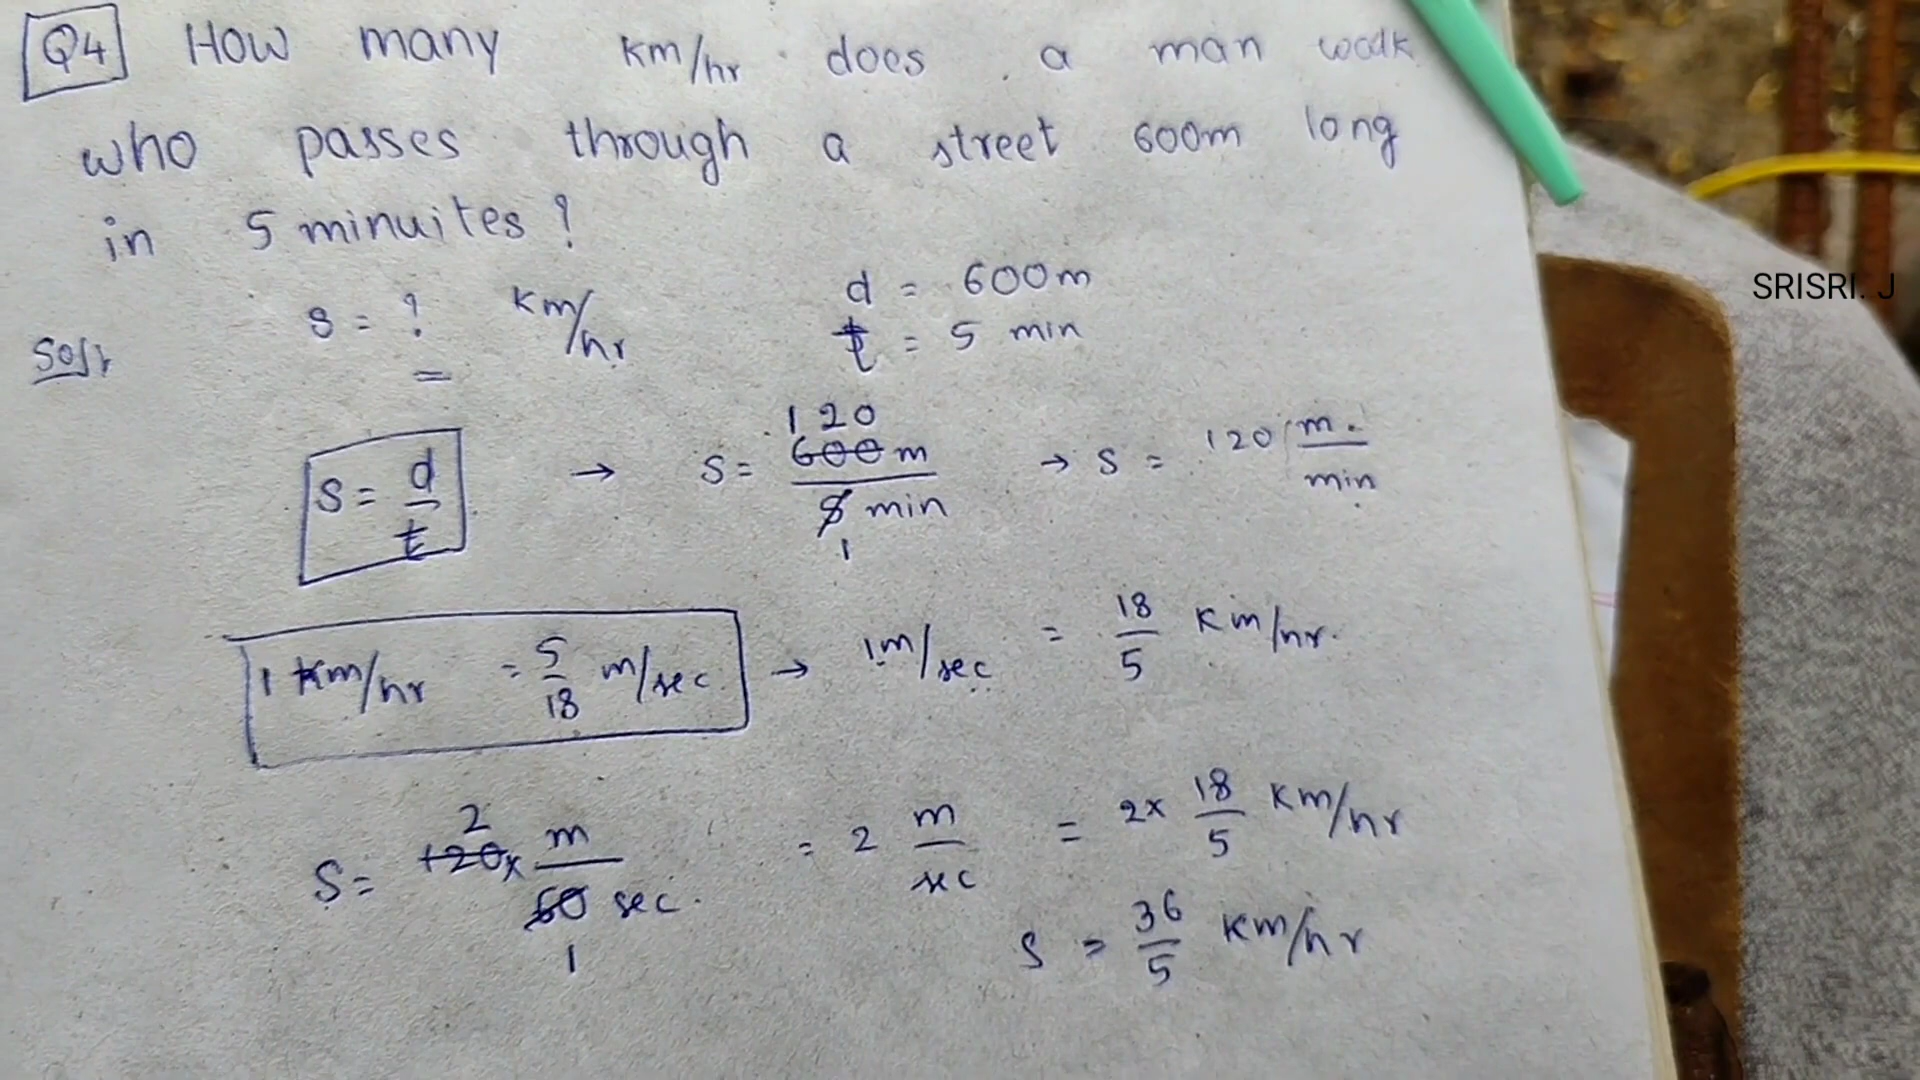 Q4 How many km/hr does a man walk
who passes through a street 600m long
in 5 minuites?
Soln s = ? km/hr d = 600m
t = 5 min
s = d/t → s = 120 600 m / 5 min 1 → s = 120 m. / min
1 km/hr = 5/18 m/sec → 1 m/sec = 18/5 km/hr.
s = 2 120 x m / 60 sec. 1 = 2 m/sec = 2 x 18/5 km/hr
s = 36/5 km/hr
SRISRI. J